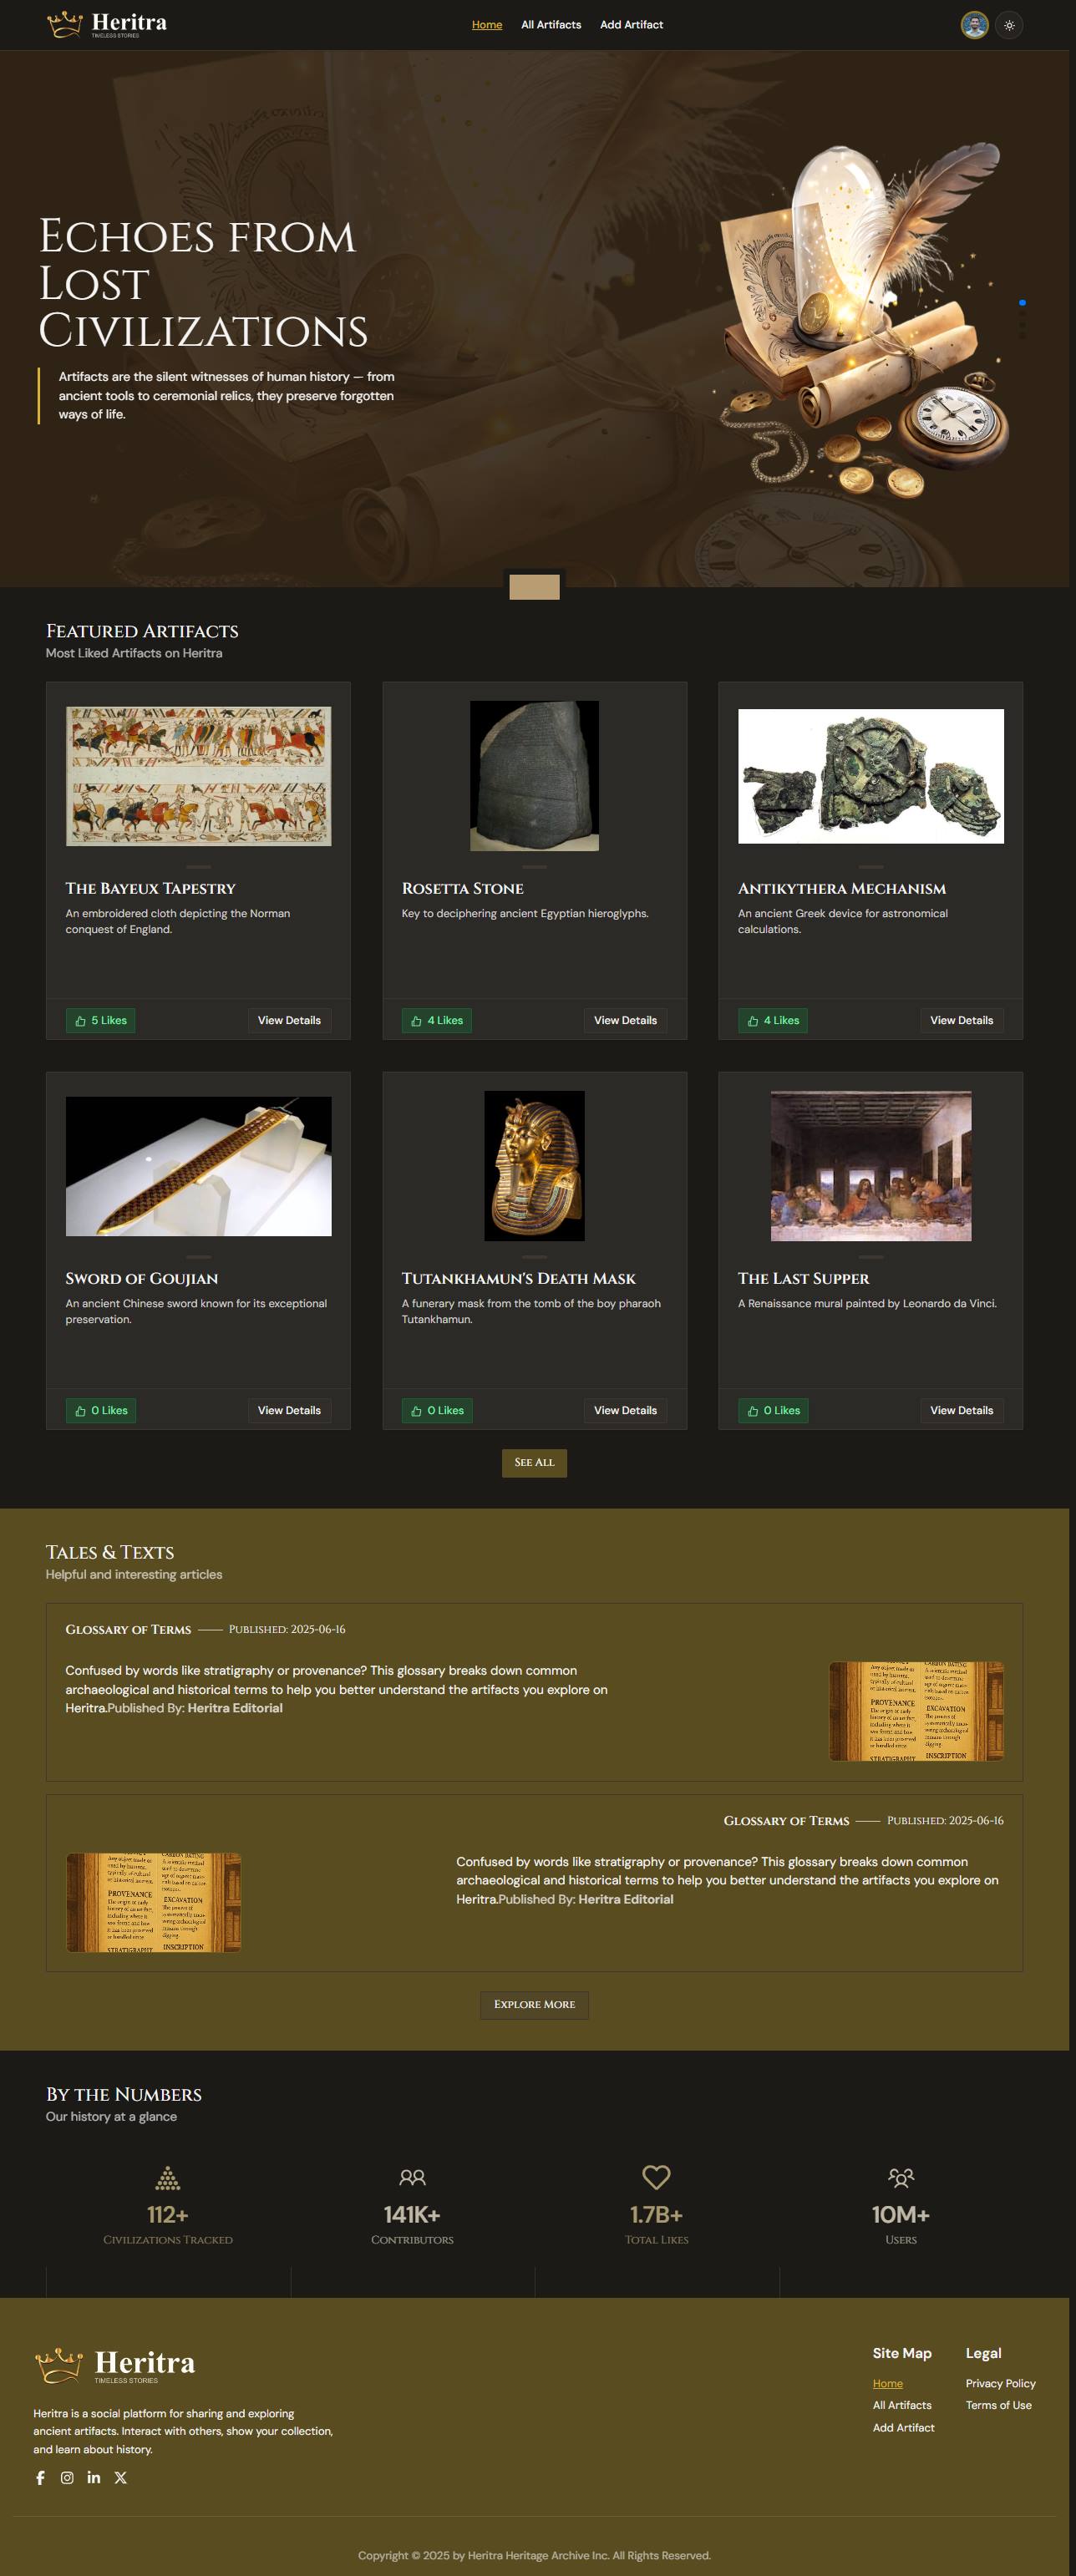 Heritra
TIMELESS STORIES
Home
All Artifacts
Add Artifact
Echoes from
Lost
Civilizations
Artifacts are the silent witnesses of human history — from
ancient tools to ceremonial relics, they preserve forgotten
ways of life.
Featured Artifacts
Most Liked Artifacts on Heritra
The Bayeux Tapestry
An embroidered cloth depicting the Norman
conquest of England.
5 Likes
View Details
Rosetta Stone
Key to deciphering ancient Egyptian hieroglyphs.
4 Likes
View Details
Antikythera Mechanism
An ancient Greek device for astronomical
calculations.
4 Likes
View Details
Sword of Goujian
An ancient Chinese sword known for its exceptional
preservation.
0 Likes
View Details
Tutankhamun's Death Mask
A funerary mask from the tomb of the boy pharaoh
Tutankhamun.
0 Likes
View Details
The Last Supper
A Renaissance mural painted by Leonardo da Vinci.
0 Likes
View Details
See All
Tales & Texts
Helpful and interesting articles
Glossary of Terms
Published: 2025-06-16
Confused by words like stratigraphy or provenance? This glossary breaks down common
archaeological and historical terms to help you better understand the artifacts you explore on
Heritra.Published By: Heritra Editorial
PROVENANCE
EXCAVATION
STRATIGRAPHY
INSCRIPTION
Glossary of Terms
Published: 2025-06-16
PROVENANCE
EXCAVATION
STRATIGRAPHY
INSCRIPTION
Confused by words like stratigraphy or provenance? This glossary breaks down common
archaeological and historical terms to help you better understand the artifacts you explore on
Heritra.Published By: Heritra Editorial
Explore More
By the Numbers
Our history at a glance
112+
Civilizations Tracked
141K+
Contributors
1.7B+
Total Likes
10M+
Users
Heritra
TIMELESS STORIES
Heritra is a social platform for sharing and exploring
ancient artifacts. Interact with others, show your collection,
and learn about history.
Site Map
Home
All Artifacts
Add Artifact
Legal
Privacy Policy
Terms of Use
Copyright © 2025 by Heritra Heritage Archive Inc. All Rights Reserved.